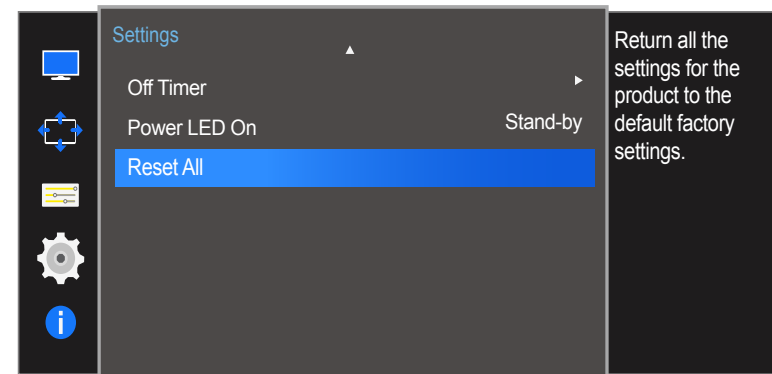 Settings
Off Timer
Power LED On Stand-by
Reset All
Return all the
settings for the
product to the
default factory
settings.
i